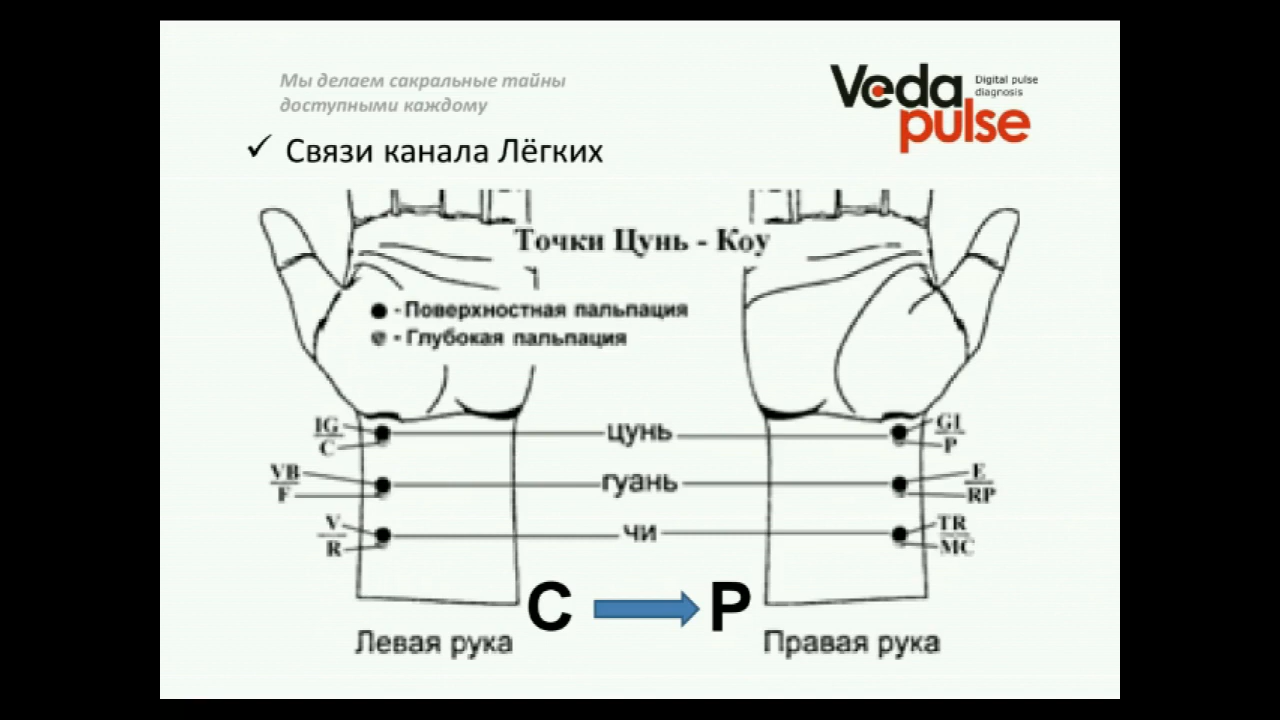 Мы делаем сакральные тайны
доступными каждому
Veda
pulse
Digital pulse
diagnosis
✓ Связи канала Лёгких
Точки Цунь - Коу
- Поверхностная пальпация
- Глубокая пальпация
IG
C
цунь
GI
P
VB
F
гуань
E
RP
V
R
чи
TR
MC
C
P
Левая рука
Правая рука